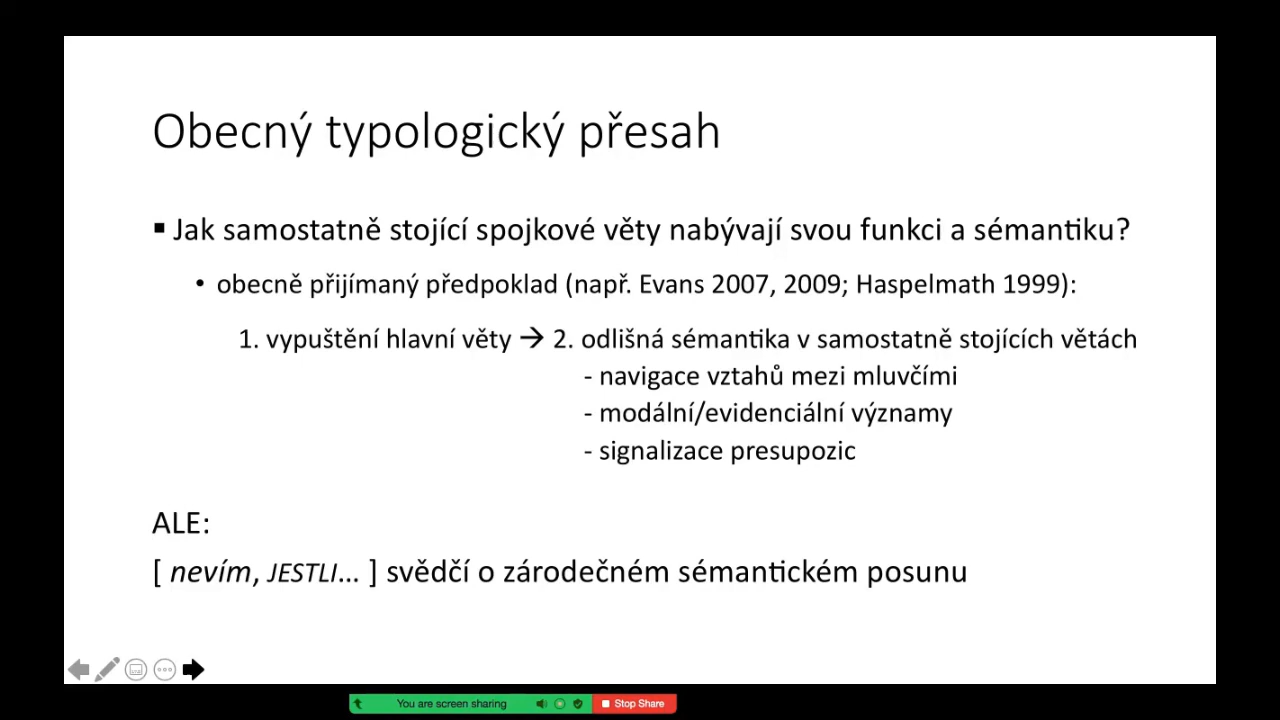 Obecný typologický přesah
▪ Jak samostatně stojící spojkové věty nabývají svou funkci a sémantiku?
• obecně přijímaný předpoklad (např. Evans 2007, 2009; Haspelmath 1999):
1. vypuštění hlavní věty → 2. odlišná sémantika v samostatně stojících větách
- navigace vztahů mezi mluvčími
- modální/evidenciální významy
- signalizace presupozic
ALE:
[ nevím, JESTLI... ] svědčí o zárodečném sémantickém posunu
You are screen sharing
Stop Share